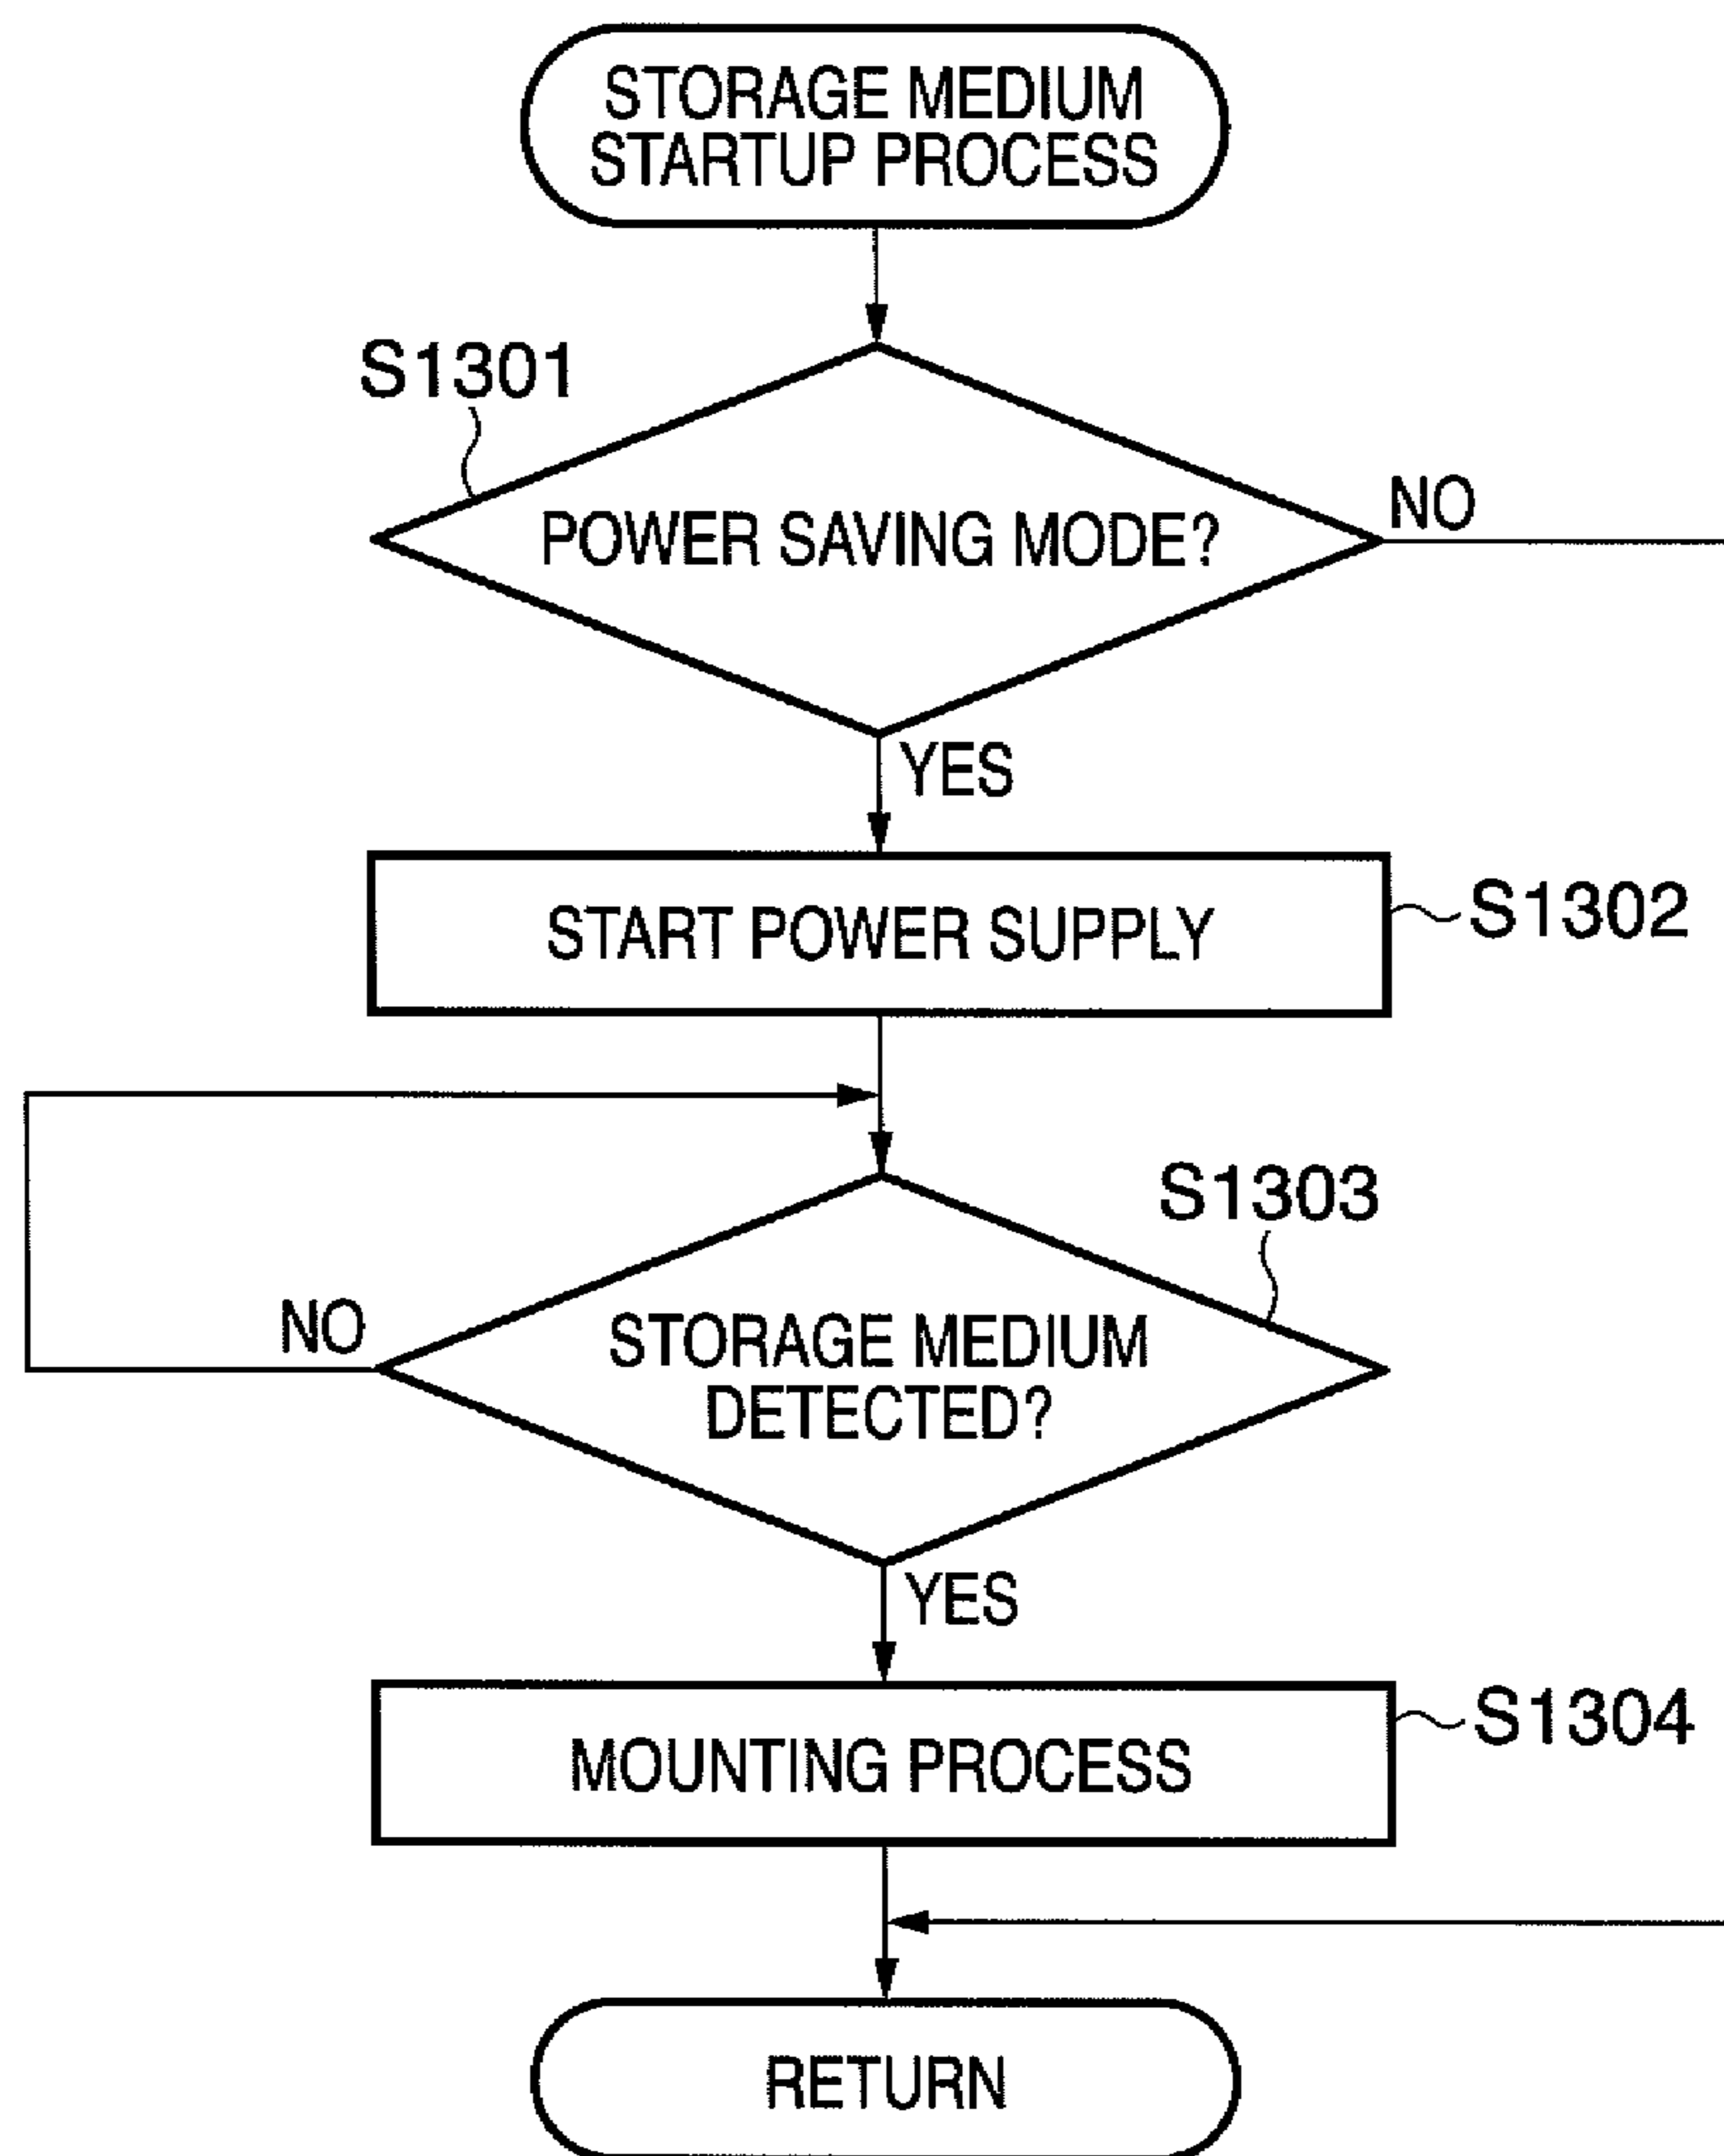 STORAGE MEDIUM
STARTUP PROCESS
S1301
POWER SAVING MODE?
NO
YES
START POWER SUPPLY
S1302
S1303
NO
STORAGE MEDIUM
DETECTED?
YES
MOUNTING PROCESS
S1304
RETURN